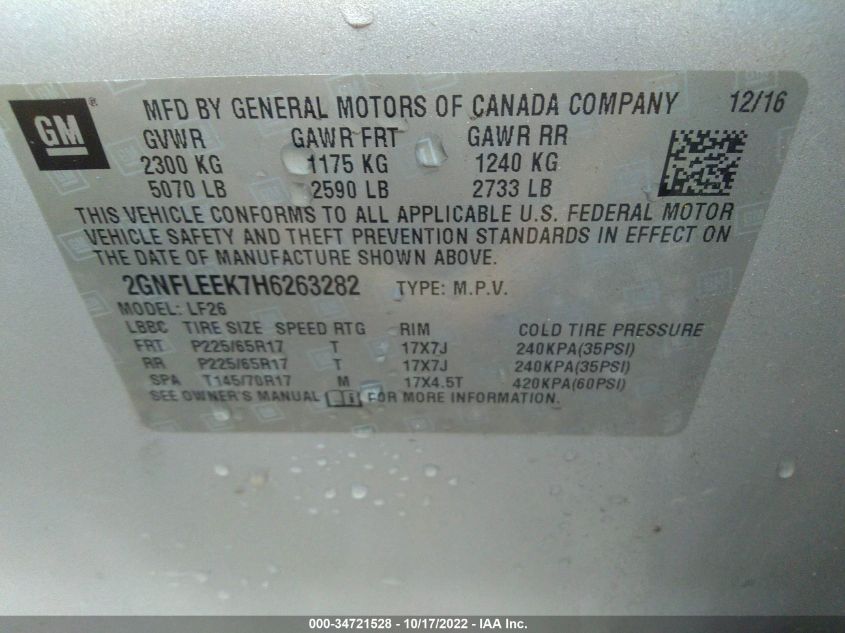 GM ® MFD BY GENERAL MOTORS OF CANADA COMPANY 12/16
GVWR GAWR FRT GAWR RR
2300 KG 1175 KG 1240 KG
5070 LB 2590 LB 2733 LB
THIS VEHICLE CONFORMS TO ALL APPLICABLE U.S. FEDERAL MOTOR
VEHICLE SAFETY AND THEFT PREVENTION STANDARDS IN EFFECT ON
THE DATE OF MANUFACTURE SHOWN ABOVE.
2GNFLEEK7H6263282 TYPE: M.P.V.
MODEL: LF26
LBBC TIRE SIZE SPEED RTG RIM COLD TIRE PRESSURE
FRT P225/65R17 T 17X7J 240KPA(35PSI)
RR P225/65R17 T 17X7J 240KPA(35PSI)
SPA T145/70R17 M 17X4.5T 420KPA(60PSI)
SEE OWNER'S MANUAL FOR MORE INFORMATION.
000-34721528 - 10/17/2022 - IAA Inc.